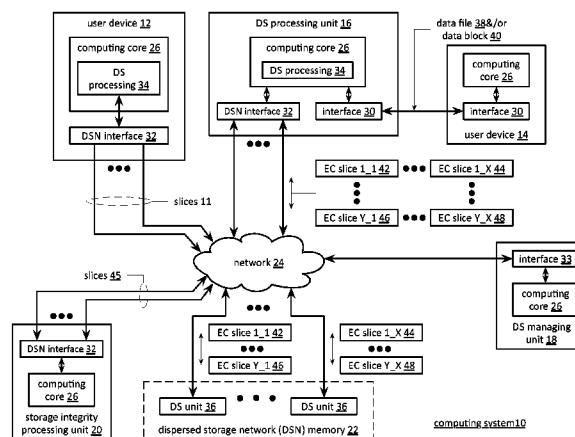 user device 12
computing core 26
DS processing 34
DSN interface 32
DS processing unit 16
computing core 26
DS processing 34
DSN interface 32
interface 30
data file 38&/or data block 40
computing core 26
interface 30
user device 14
slices 11
EC slice 1_1 42
EC slice 1_X 44
EC slice Y_1 46
EC slice Y_X 48
network 24
interface 33
computing core 26
DS managing unit 18
slices 45
DSN interface 32
computing core 26
storage integrity processing unit 20
EC slice 1_1 42
EC slice 1_X 44
EC slice Y_1 46
EC slice Y_X 48
DS unit 36
DS unit 36
dispersed storage network (DSN) memory 22
computing system10